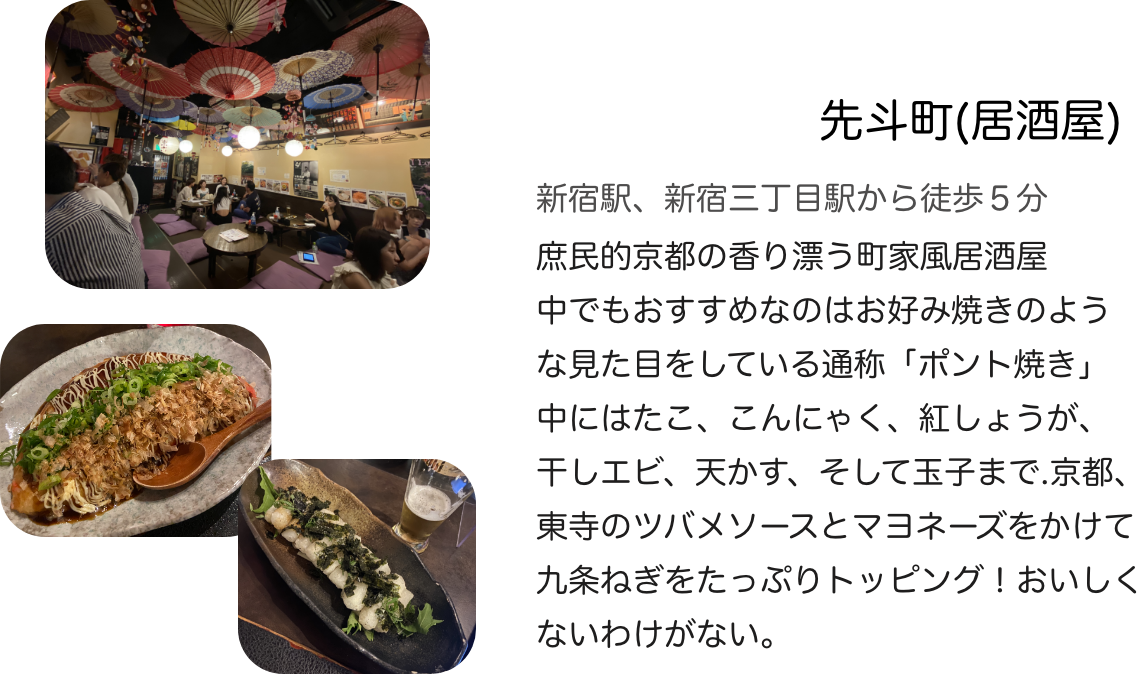 先斗町(居酒屋)
新宿駅、新宿三丁目駅から徒歩５分
庶民的京都の香り漂う町家風居酒屋
中でもおすすめなのはお好み焼きのよう
な見た目をしている通称「ポント焼き」
中にはたこ、こんにゃく、紅しょうが、
干しエビ、天かす、そして玉子まで.京都、
東寺のツバメソースとマヨネーズをかけて
九条ねぎをたっぷりトッピング！おいしく
ないわけがない。